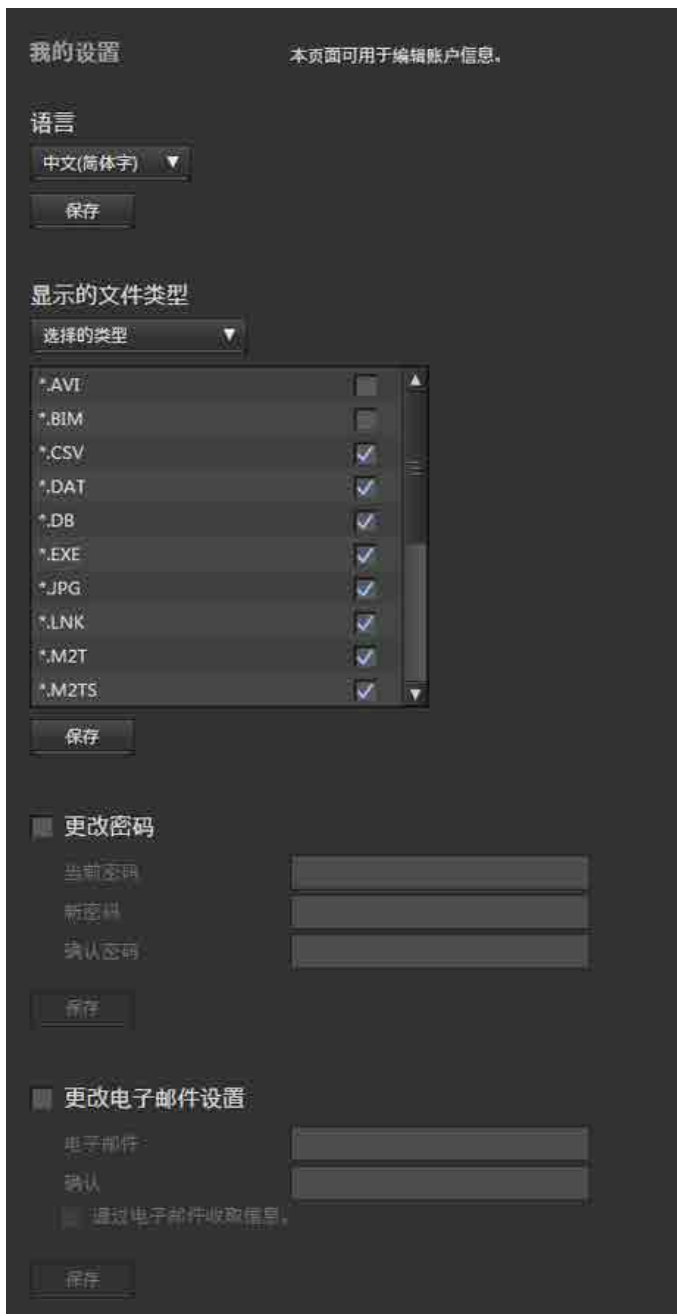 我的设置 本页面可用于编辑账户信息。
语言
中文(简体字)
保存
显示的文件类型
选择的类型
*.AVI
*.BIM
*.CSV
*.DAT
*.DB
*.EXE
*.JPG
*.LNK
*.M2T
*.M2TS
保存
更改密码
当前密码
新密码
确认密码
保存
更改电子邮件设置
电子邮件
确认
通过电子邮件收取信息。
保存